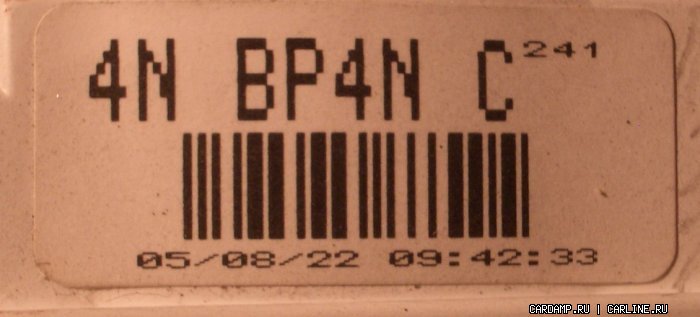 4N BP4N C 241
05/08/22 09:42:33
CARDAMP.RU | CARLINE.RU